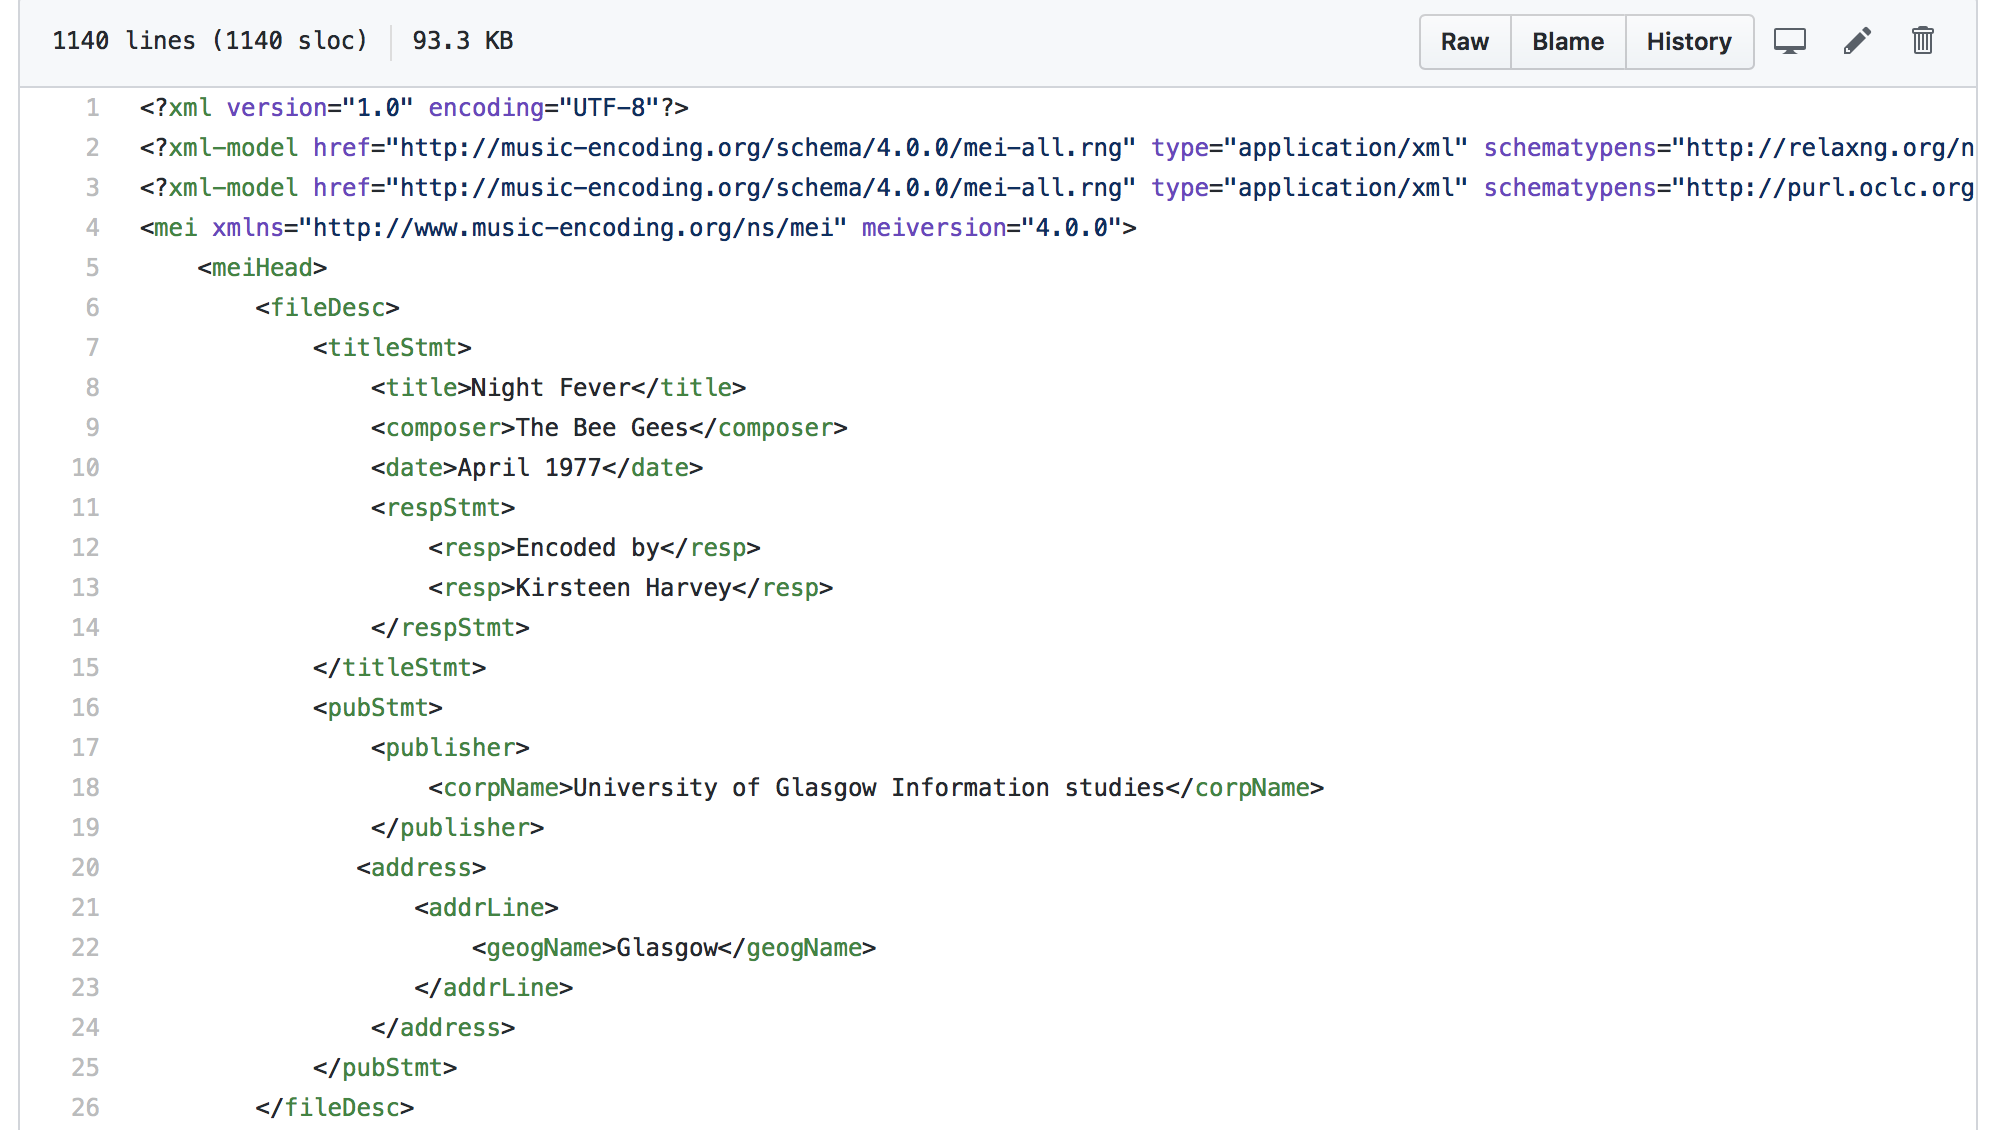 1140 lines (1140 sloc) 93.3 KB Raw Blame History
1 <?xml version="1.0" encoding="UTF-8"?>
2 <?xml-model href="http://music-encoding.org/schema/4.0.0/mei-all.rng" type="application/xml" schematypens="http://relaxng.org/n
3 <?xml-model href="http://music-encoding.org/schema/4.0.0/mei-all.rng" type="application/xml" schematypens="http://purl.oclc.org
4 <mei xmlns="http://www.music-encoding.org/ns/mei" meiversion="4.0.0">
5     <meiHead>
6         <fileDesc>
7             <titleStmt>
8                 <title>Night Fever</title>
9                 <composer>The Bee Gees</composer>
10                 <date>April 1977</date>
11                 <respStmt>
12                     <resp>Encoded by</resp>
13                     <resp>Kirsteen Harvey</resp>
14                 </respStmt>
15             </titleStmt>
16             <pubStmt>
17                 <publisher>
18                     <corpName>University of Glasgow Information studies</corpName>
19                 </publisher>
20                <address>
21                    <addrLine>
22                        <geogName>Glasgow</geogName>
23                    </addrLine>
24                 </address>
25             </pubStmt>
26         </fileDesc>